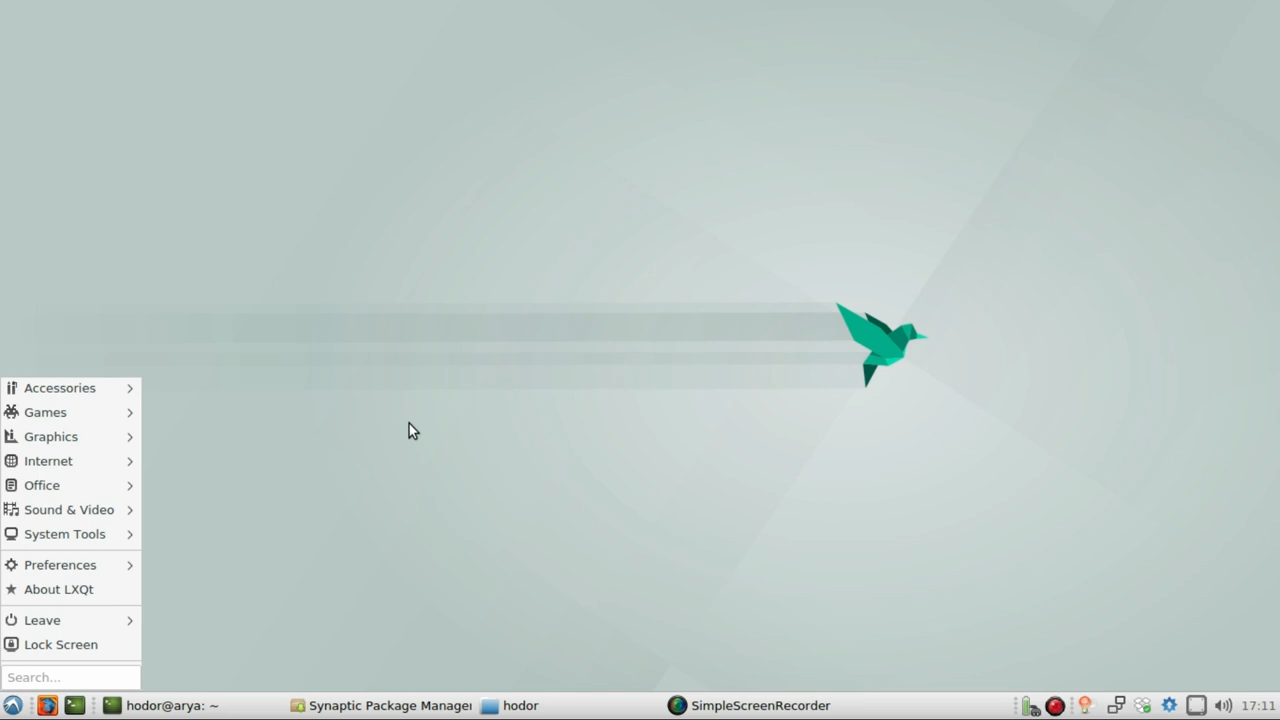 Accessories
Games
Graphics
Internet
Office
Sound & Video
System Tools
Preferences
About LXQt
Leave
Lock Screen
Search...
hodor@arya: ~ Synaptic Package Manager hodor SimpleScreenRecorder 17:11